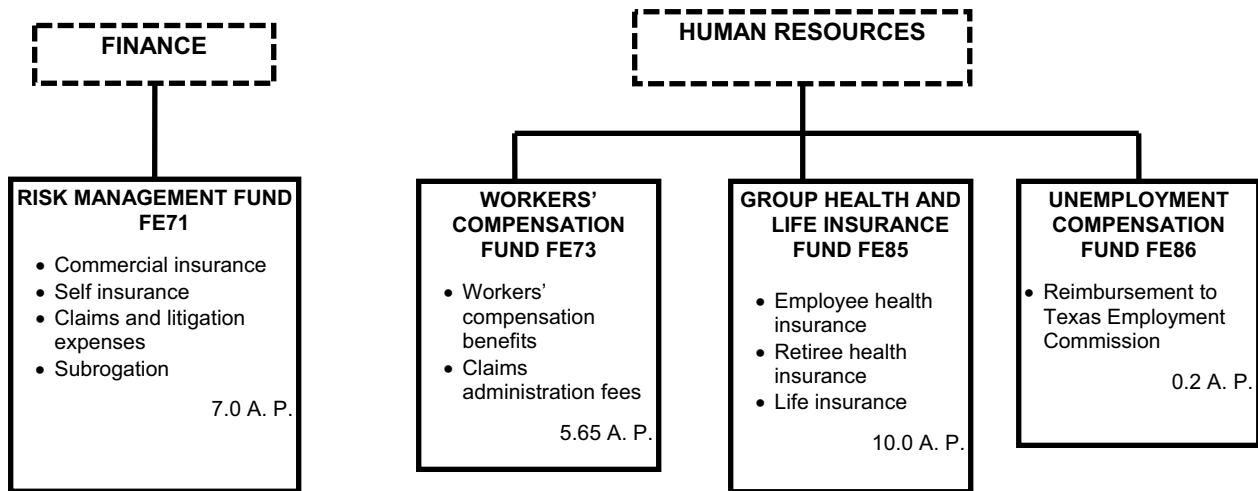 FINANCE
HUMAN RESOURCES
RISK MANAGEMENT FUND
FE71
• Commercial insurance
• Self insurance
• Claims and litigation
expenses
• Subrogation
7.0 A. P.
WORKERS’
COMPENSATION
FUND FE73
• Workers’
compensation
benefits
• Claims
administration fees
5.65 A. P.
GROUP HEALTH AND
LIFE INSURANCE
FUND FE85
• Employee health
insurance
• Retiree health
insurance
• Life insurance
10.0 A. P.
UNEMPLOYMENT
COMPENSATION
FUND FE86
• Reimbursement to
Texas Employment
Commission
0.2 A. P.